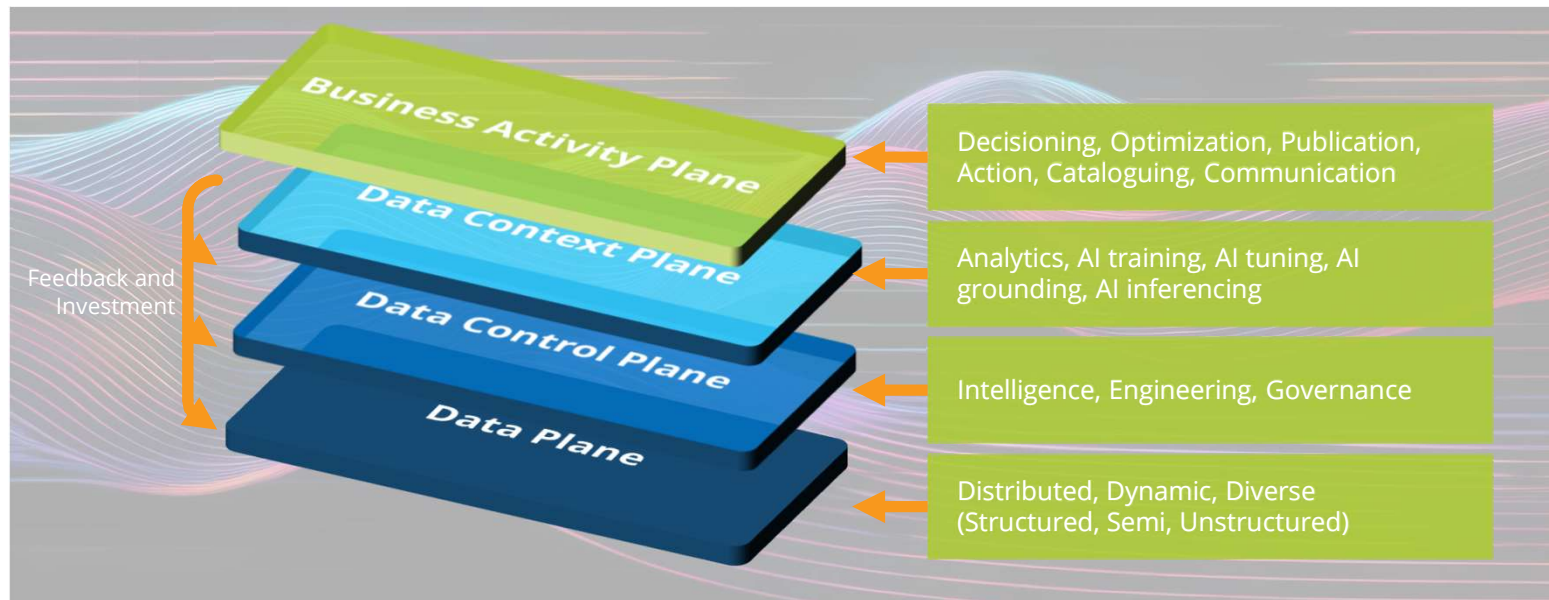 Business Activity Plane
Decisioning, Optimization, Publication,
Action, Cataloguing, Communication
Data Context Plane
Analytics, AI training, AI tuning, AI
grounding, AI inferencing
Feedback and
Investment
Data Control Plane
Intelligence, Engineering, Governance
Data Plane
Distributed, Dynamic, Diverse
(Structured, Semi, Unstructured)